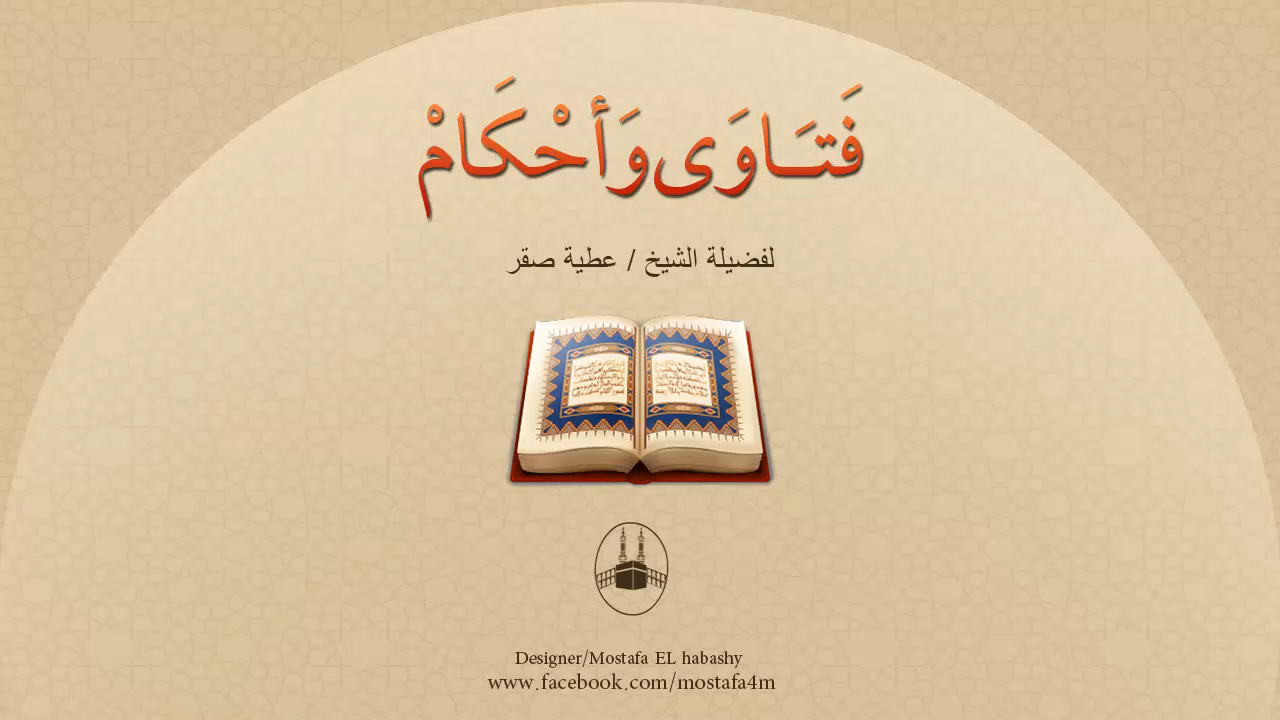 فَتَاوَى وَأَحْكَامْ
لفضيلة الشيخ / عطية صقر
Designer/Mostafa EL habashy
www.facebook.com/mostafa4m